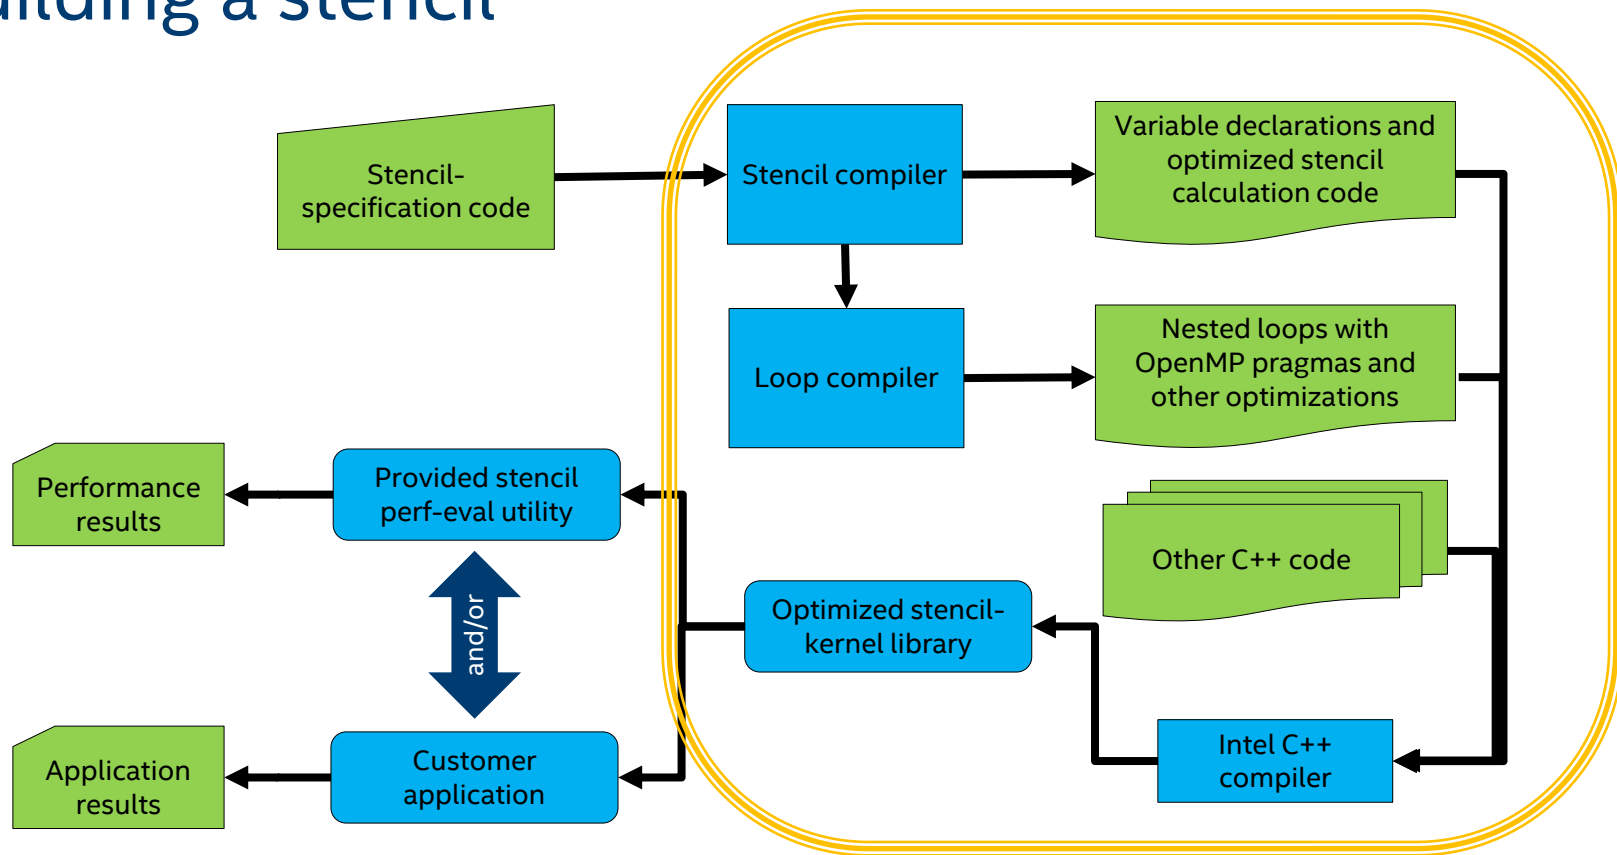 uilding a stencil
Stencil-
specification code
Stencil compiler
Variable declarations and
optimized stencil
calculation code
Loop compiler
Nested loops with
OpenMP pragmas and
other optimizations
Performance
results
Provided stencil
perf-eval utility
Other C++ code
and/or
Optimized stencil-
kernel library
Application
results
Customer
application
Intel C++
compiler